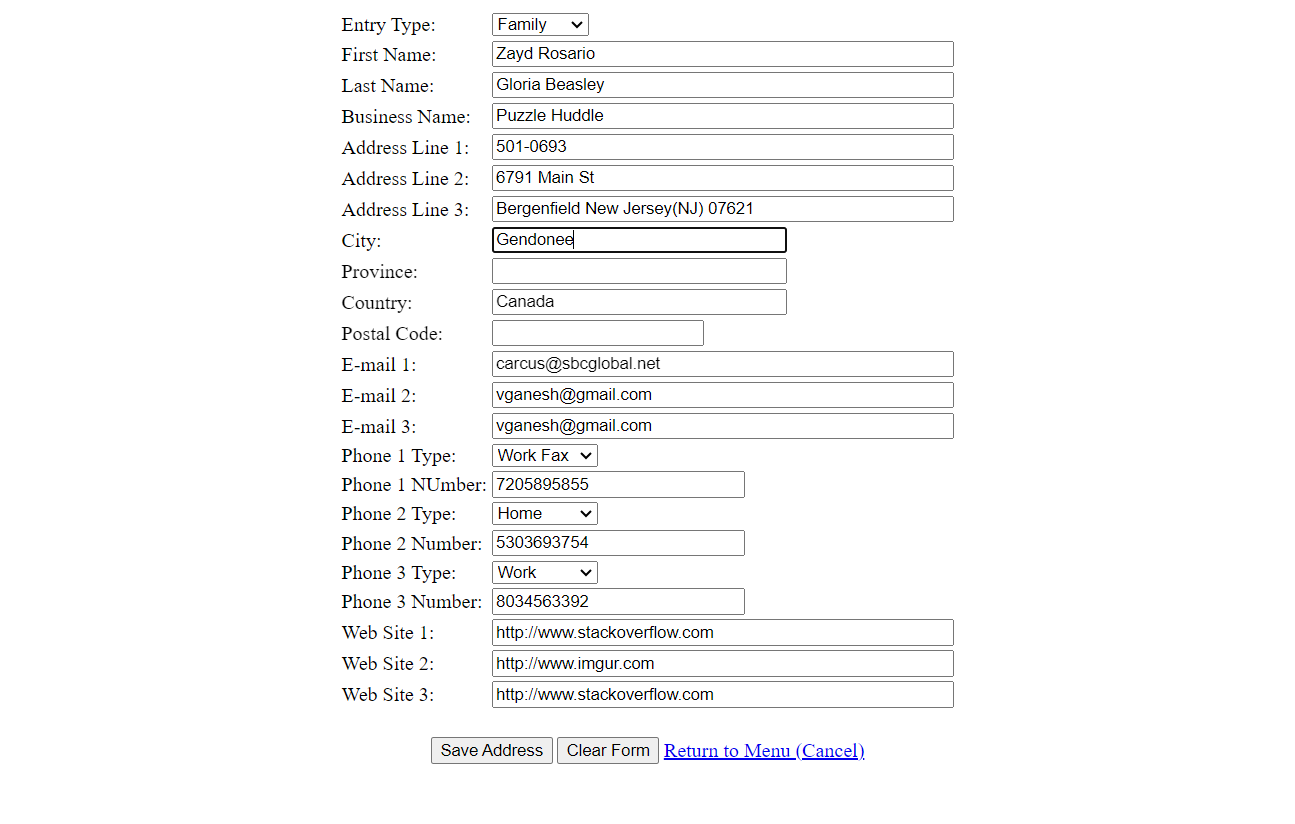 Entry Type: Family
First Name: Zayd Rosario
Last Name: Gloria Beasley
Business Name: Puzzle Huddle
Address Line 1: 501-0693
Address Line 2: 6791 Main St
Address Line 3: Bergenfield New Jersey(NJ) 07621
City: Gendonee
Province:
Country: Canada
Postal Code:
E-mail 1: carcus@sbcglobal.net
E-mail 2: vganesh@gmail.com
E-mail 3: vganesh@gmail.com
Phone 1 Type: Work Fax
Phone 1 NUmber: 7205895855
Phone 2 Type: Home
Phone 2 Number: 5303693754
Phone 3 Type: Work
Phone 3 Number: 8034563392
Web Site 1: http://www.stackoverflow.com
Web Site 2: http://www.imgur.com
Web Site 3: http://www.stackoverflow.com
Save Address Clear Form Return to Menu (Cancel)